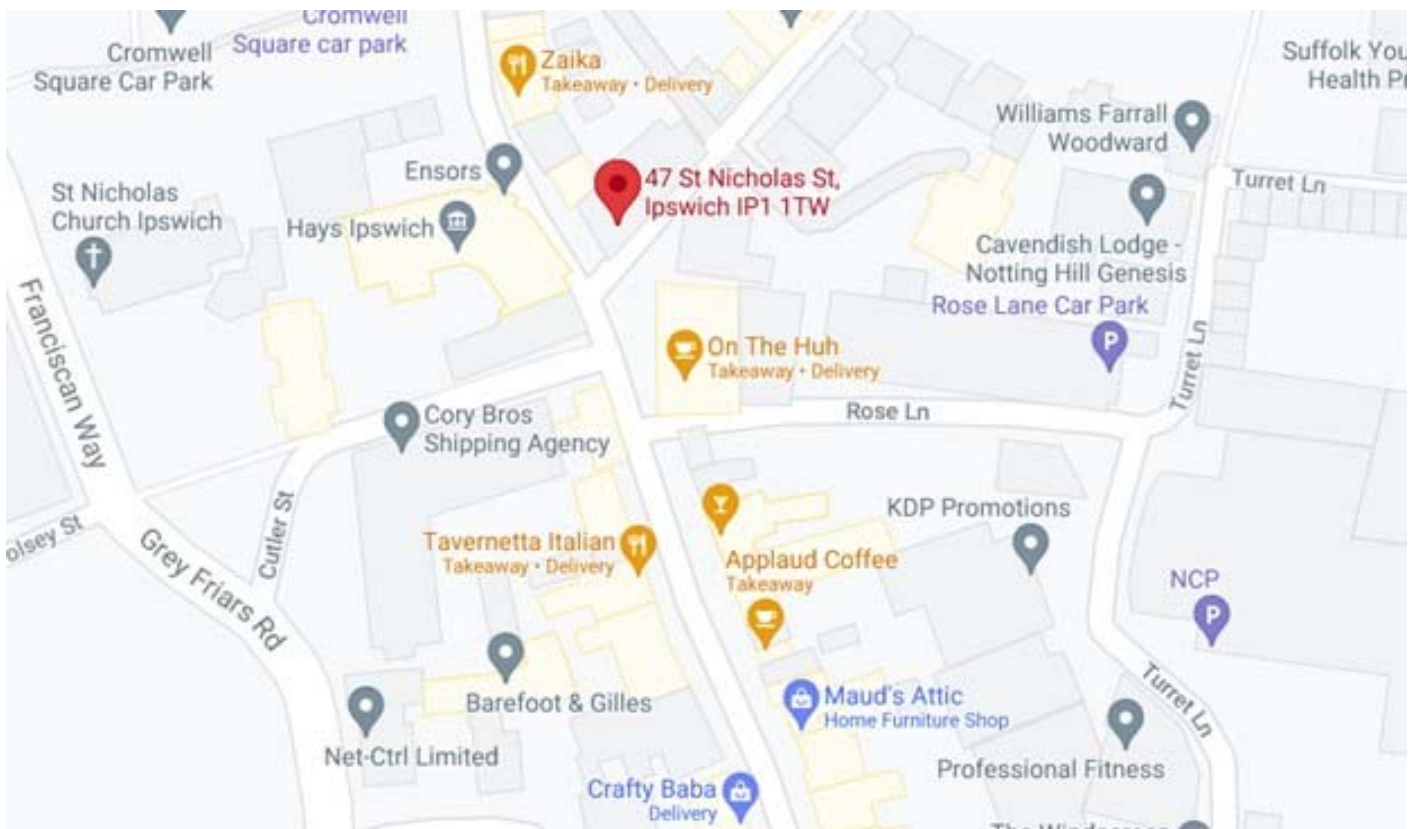 Cromwell
Square Car Park
Cromwell
Square car park
Zaika
Takeaway • Delivery
Suffolk You
Health Pr
Williams Farrall
Woodward
Ensors
47 St Nicholas St,
Ipswich IP1 1TW
Turret Ln
St Nicholas
Church Ipswich
Hays Ipswich
Cavendish Lodge -
Notting Hill Genesis
Rose Lane Car Park
P
Franciscan Way
On The Huh
Takeaway • Delivery
Turret Ln
Rose Ln
Cory Bros
Shipping Agency
KDP Promotions
olsey St
Cutler St
Grey Friars Rd
Tavernetta Italian
Takeaway • Delivery
Applaud Coffee
Takeaway
NCP
P
Barefoot & Gilles
Maud's Attic
Home Furniture Shop
Turret Ln
Net-Ctrl Limited
Professional Fitness
Crafty Baba
Delivery